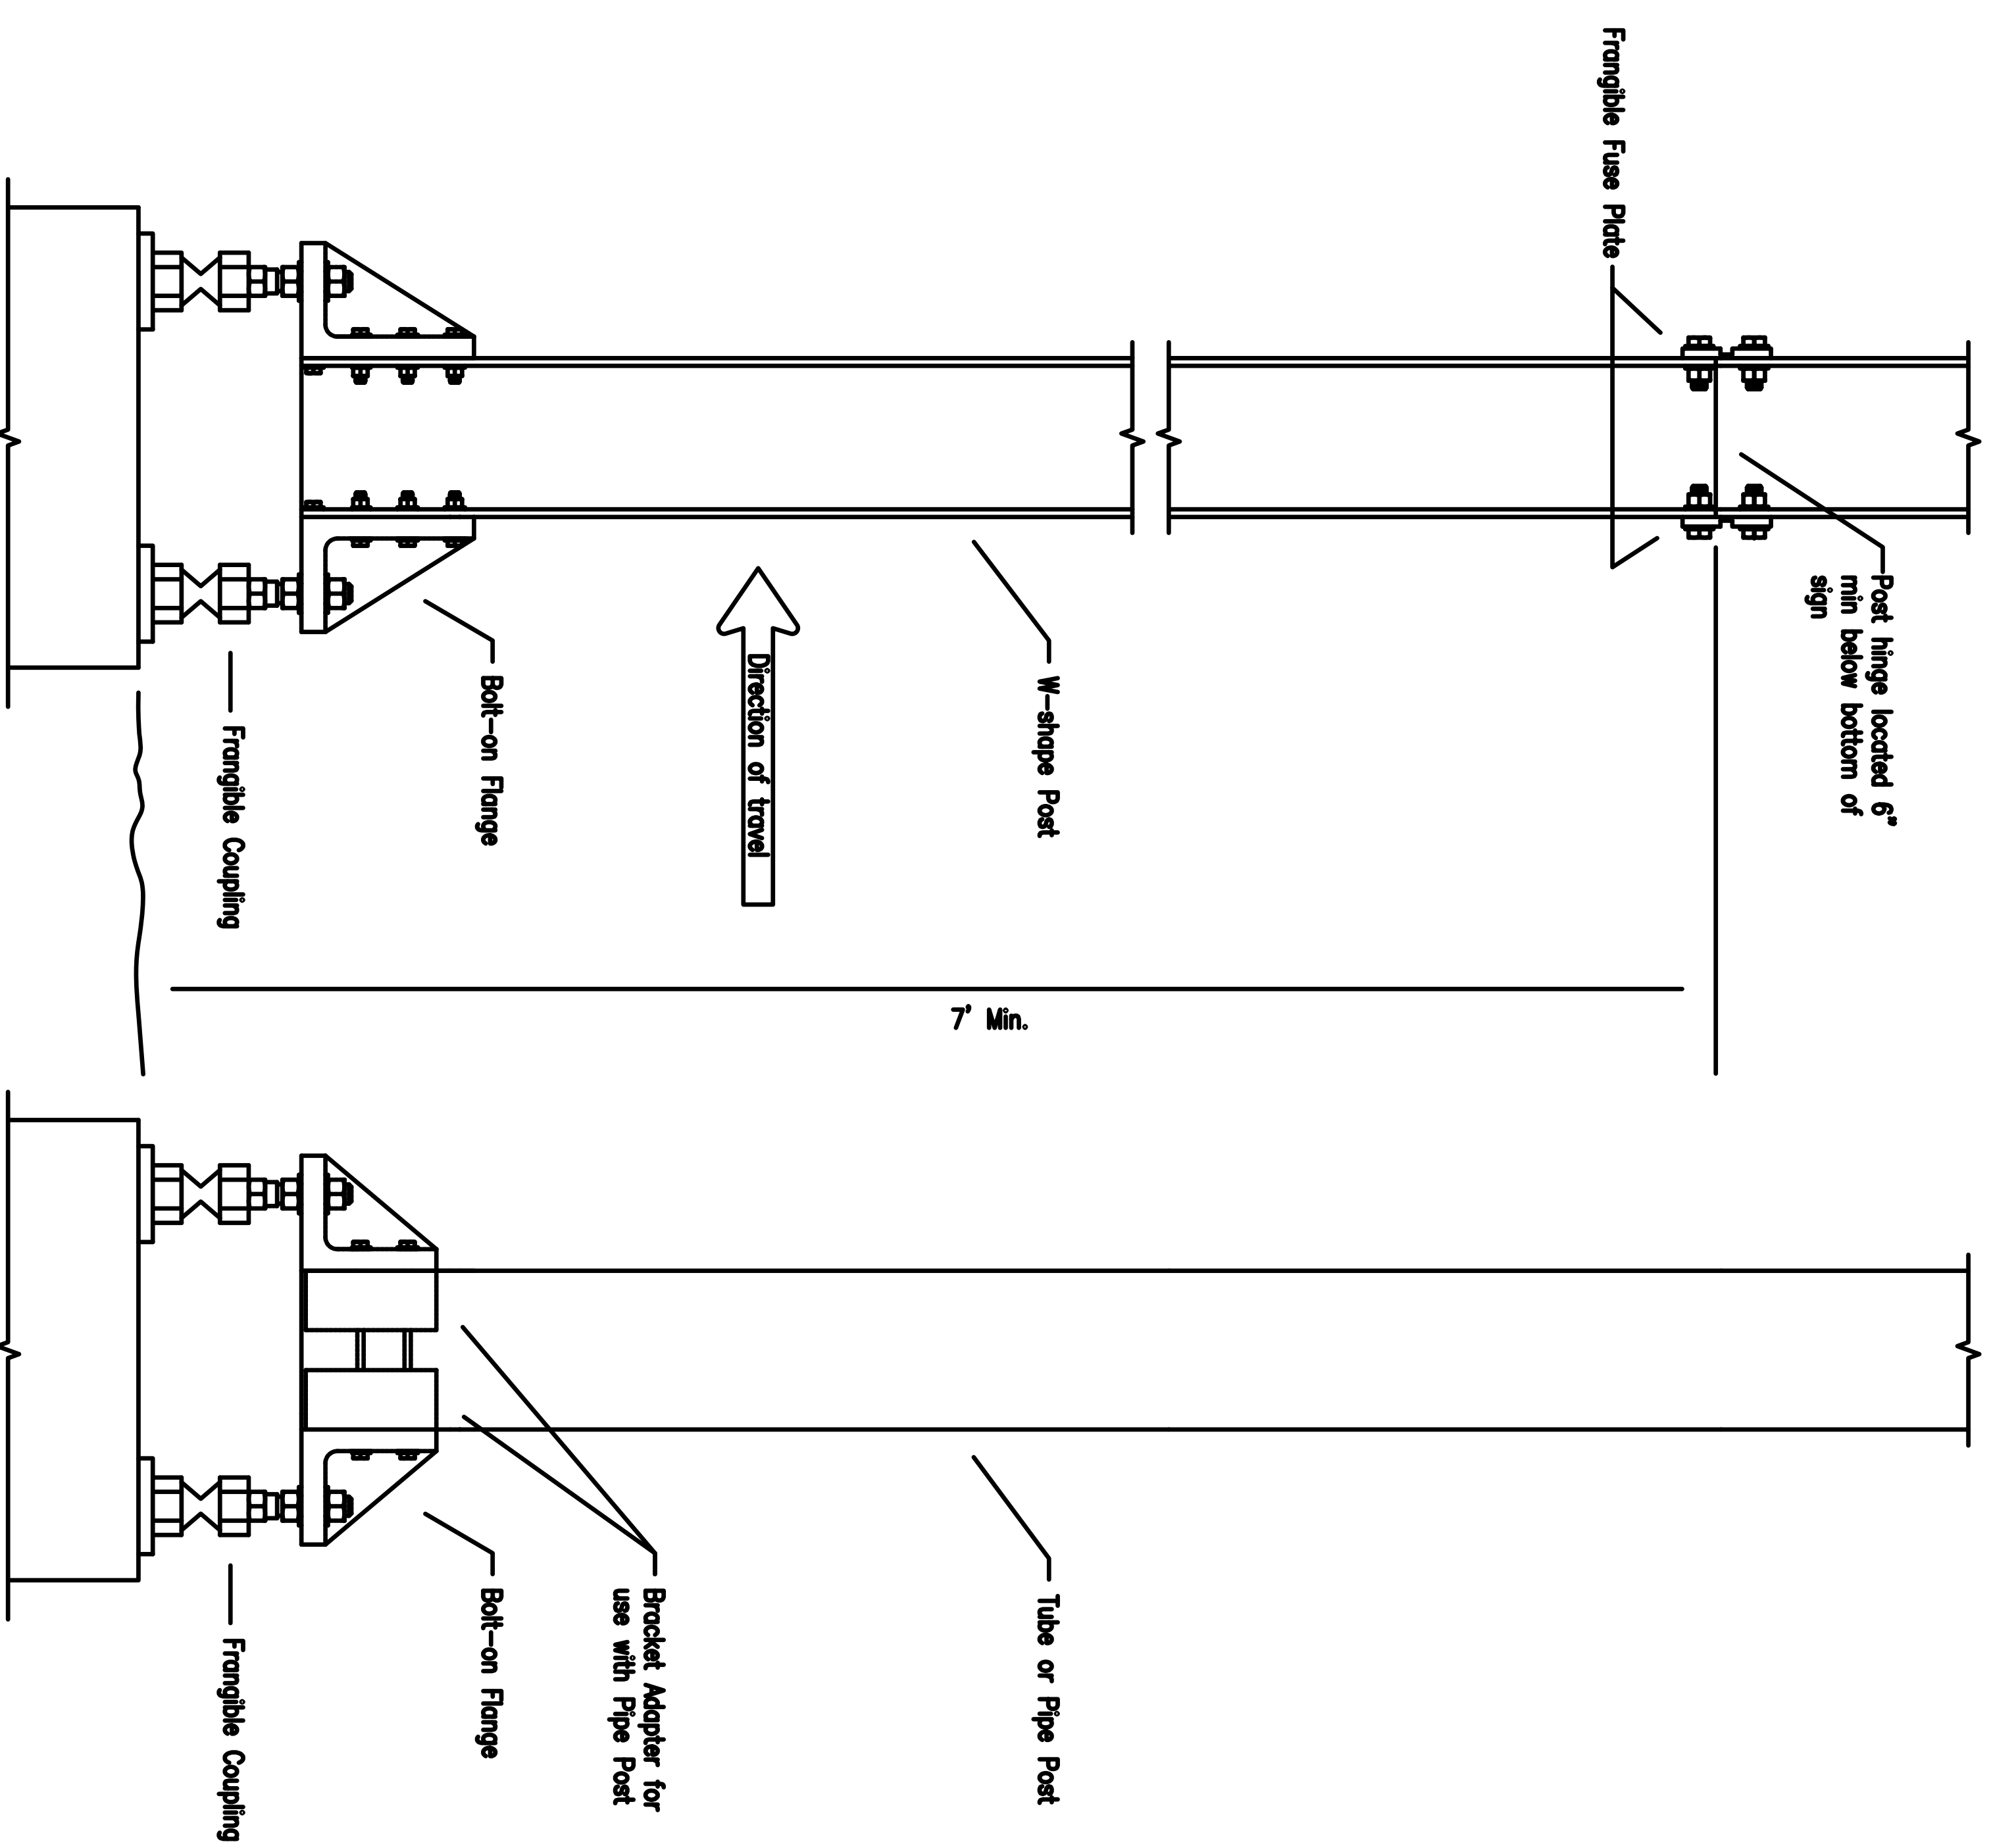 Frangible Fuse Plate
Post hinge located 6"
min below bottom of
sign
W-shape Post
Direction of travel
Bolt-on Flange
Frangible Coupling
7' Min.
Tube or Pipe Post
Bracket Adapter for
use with Pipe Post
Bolt-on Flange
Frangible Coupling